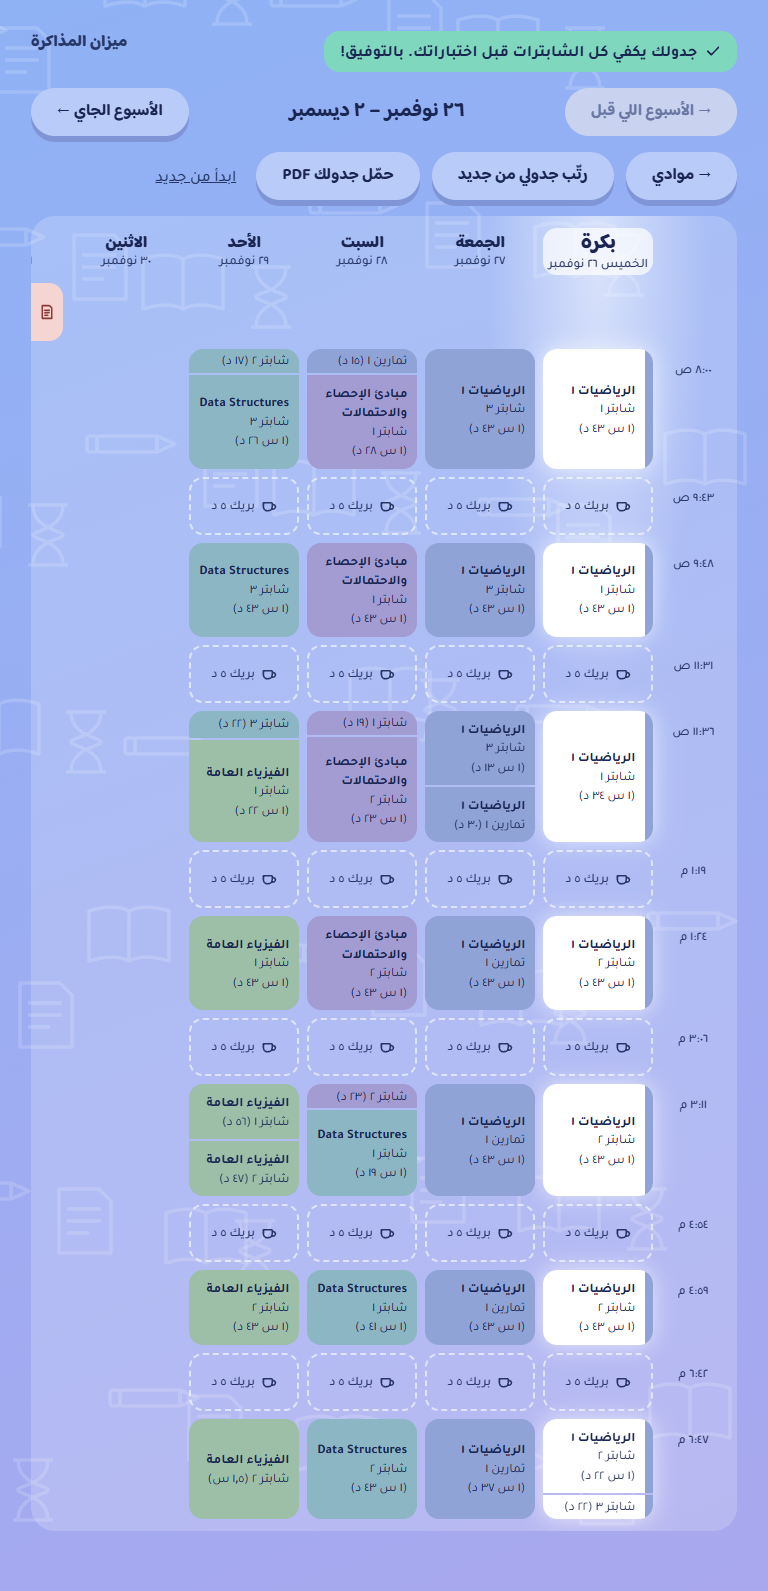 جدولك يكفي كل الشابترات قبل اختباراتك. بالتوفيق!
ميزان المذاكرة
→ الأسبوع اللي قبل
٢٦ نوفمبر – ٢ ديسمبر
الأسبوع الجاي ←
→ موادي
رتّب جدولي من جديد
حمّل جدولك PDF
ابدأ من جديد
بكرة
الخميس ٢٦ نوفمبر
الجمعة
٢٧ نوفمبر
السبت
٢٨ نوفمبر
الأحد
٢٩ نوفمبر
الاثنين
٣٠ نوفمبر
٨:٠٠ ص
الرياضيات ١
شابتر ١
(١ س ٤٣ د)
الرياضيات ١
شابتر ٣
(١ س ٤٣ د)
تمارين ١ (١٥ د)
مبادئ الإحصاء
والاحتمالات
شابتر ١
(١ س ٢٨ د)
شابتر ٢ (١٧ د)
Data Structures
شابتر ٣
(١ س ٢٦ د)
٩:٤٣ ص
بريك ٥ د
بريك ٥ د
بريك ٥ د
بريك ٥ د
٩:٤٨ ص
الرياضيات ١
شابتر ١
(١ س ٤٣ د)
الرياضيات ١
شابتر ٣
(١ س ٤٣ د)
مبادئ الإحصاء
والاحتمالات
شابتر ١
(١ س ٤٣ د)
Data Structures
شابتر ٣
(١ س ٤٣ د)
١١:٣١ ص
بريك ٥ د
بريك ٥ د
بريك ٥ د
بريك ٥ د
١١:٣٦ ص
الرياضيات ١
شابتر ١
(١ س ٣٤ د)
الرياضيات ١
شابتر ٣
(١ س ١٣ د)
الرياضيات ١
تمارين ١ (٣٠ د)
شابتر ١ (١٩ د)
مبادئ الإحصاء
والاحتمالات
شابتر ٢
(١ س ٢٣ د)
شابتر ٣ (٢٢ د)
الفيزياء العامة
شابتر ١
(١ س ٢٢ د)
١:١٩ م
بريك ٥ د
بريك ٥ د
بريك ٥ د
بريك ٥ د
١:٢٤ م
الرياضيات ١
شابتر ٢
(١ س ٤٣ د)
الرياضيات ١
تمارين ١
(١ س ٤٣ د)
مبادئ الإحصاء
والاحتمالات
شابتر ٢
(١ س ٤٣ د)
الفيزياء العامة
شابتر ١
(١ س ٤٣ د)
٣:٠٦ م
بريك ٥ د
بريك ٥ د
بريك ٥ د
بريك ٥ د
٣:١١ م
الرياضيات ١
شابتر ٢
(١ س ٤٣ د)
الرياضيات ١
تمارين ١
(١ س ٤٣ د)
شابتر ٢ (٢٣ د)
Data Structures
شابتر ١
(١ س ١٩ د)
الفيزياء العامة
شابتر ١ (٥٦ د)
الفيزياء العامة
شابتر ٢ (٤٧ د)
٤:٥٤ م
بريك ٥ د
بريك ٥ د
بريك ٥ د
بريك ٥ د
٤:٥٩ م
الرياضيات ١
شابتر ٢
(١ س ٤٣ د)
الرياضيات ١
تمارين ١
(١ س ٤٣ د)
Data Structures
شابتر ١
(١ س ٤١ د)
الفيزياء العامة
شابتر ٢
(١ س ٤٣ د)
٦:٤٢ م
بريك ٥ د
بريك ٥ د
بريك ٥ د
بريك ٥ د
٦:٤٧ م
الرياضيات ١
شابتر ٢
(١ س ٢٢ د)
شابتر ٣ (٢٢ د)
الرياضيات ١
تمارين ١
(١ س ٣٧ د)
Data Structures
شابتر ٢
(١ س ٤٣ د)
الفيزياء العامة
شابتر ٢ (١٫٥ س)